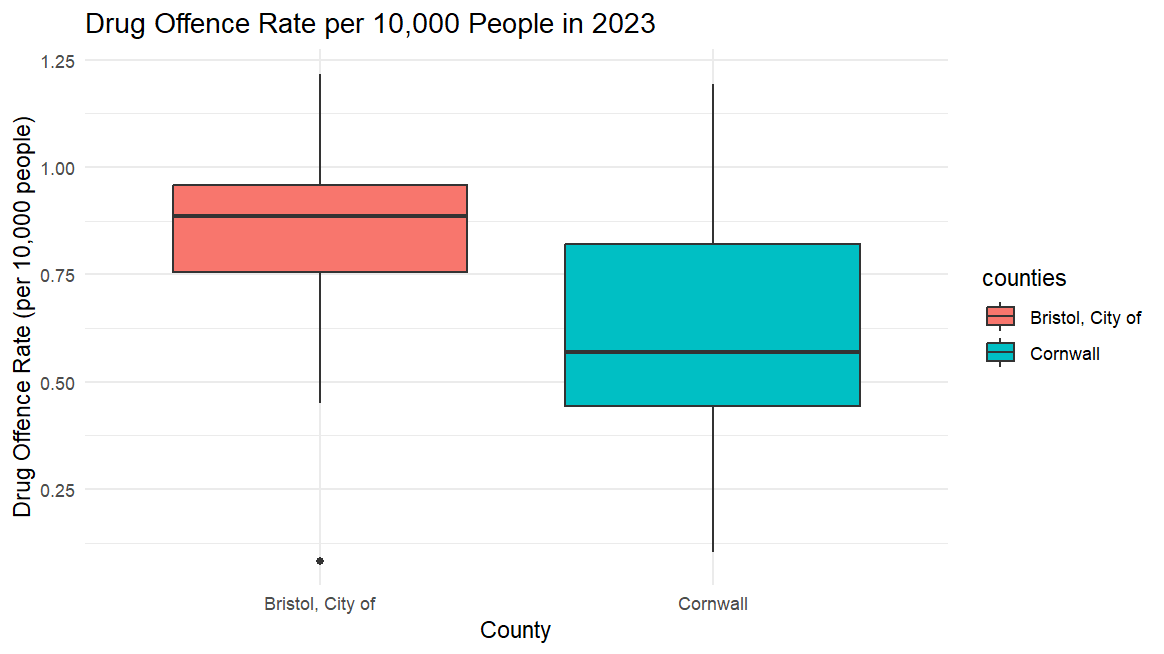 Drug Offence Rate per 10,000 People in 2023
Drug Offence Rate (per 10,000 people)
1.25
1.00
0.75
0.50
0.25
Bristol, City of
Cornwall
County
counties
Bristol, City of
Cornwall